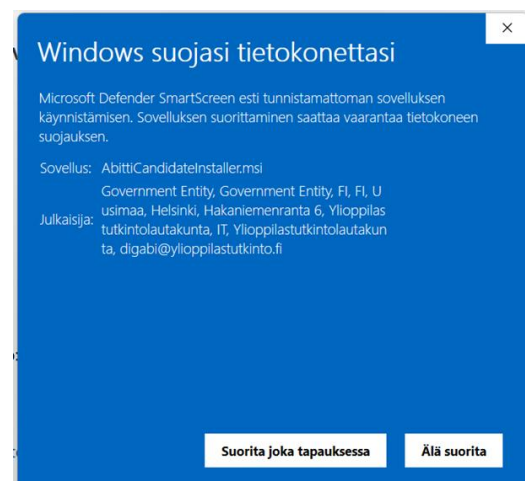 Windows suojasi tietokonettasi
Microsoft Defender SmartScreen esti tunnistamattoman sovelluksen
käynnistämisen. Sovelluksen suorittaminen saattaa vaarantaa tietokoneen
suojauksen.
Sovellus: AbittiCandidateInstaller.msi
Julkaisija: Government Entity, Government Entity, FI, FI, U
usimaa, Helsinki, Hakaniemenranta 6, Ylioppilas
tutkintolautakunta, IT, Ylioppilastutkintolautakun
ta, digabi@ylioppilastutkinto.fi
Suorita joka tapauksessa
Älä suorita